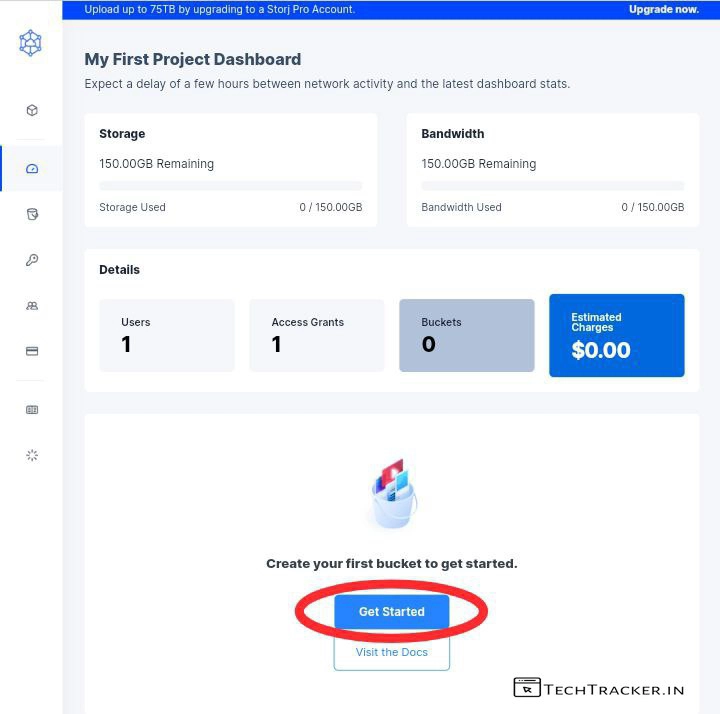 Upload up to 75TB by upgrading to a Storj Pro Account. Upgrade now.
My First Project Dashboard
Expect a delay of a few hours between network activity and the latest dashboard stats.
Storage
150.00GB Remaining
Storage Used 0 / 150.00GB
Bandwidth
150.00GB Remaining
Bandwidth Used 0 / 150.00GB
Details
Users
1
Access Grants
1
Buckets
0
Estimated
Charges
$0.00
Create your first bucket to get started.
Get Started
Visit the Docs
TechTracker.in